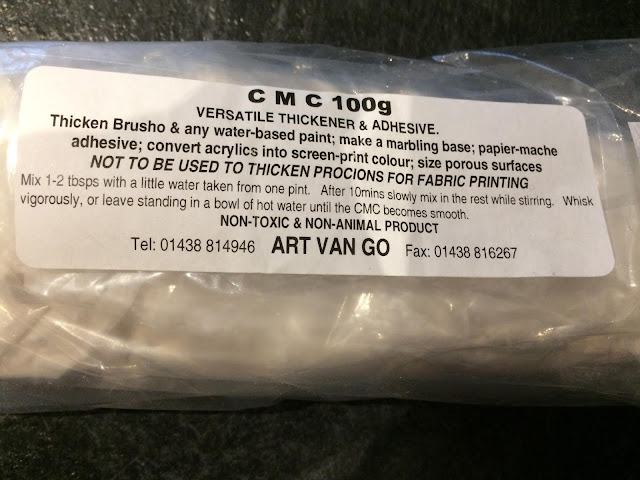 C M C 100g
VERSATILE THICKENER & ADHESIVE.
Thicken Brusho & any water-based paint; make a marbling base; papier-mache
adhesive; convert acrylics into screen-print colour; size porous surfaces
NOT TO BE USED TO THICKEN PROCIONS FOR FABRIC PRINTING
Mix 1-2 tbsps with a little water taken from one pint. After 10mins slowly mix in the rest while stirring. Whisk
vigorously, or leave standing in a bowl of hot water until the CMC becomes smooth.
NON-TOXIC & NON-ANIMAL PRODUCT
Tel: 01438 814946 ART VAN GO Fax: 01438 816267